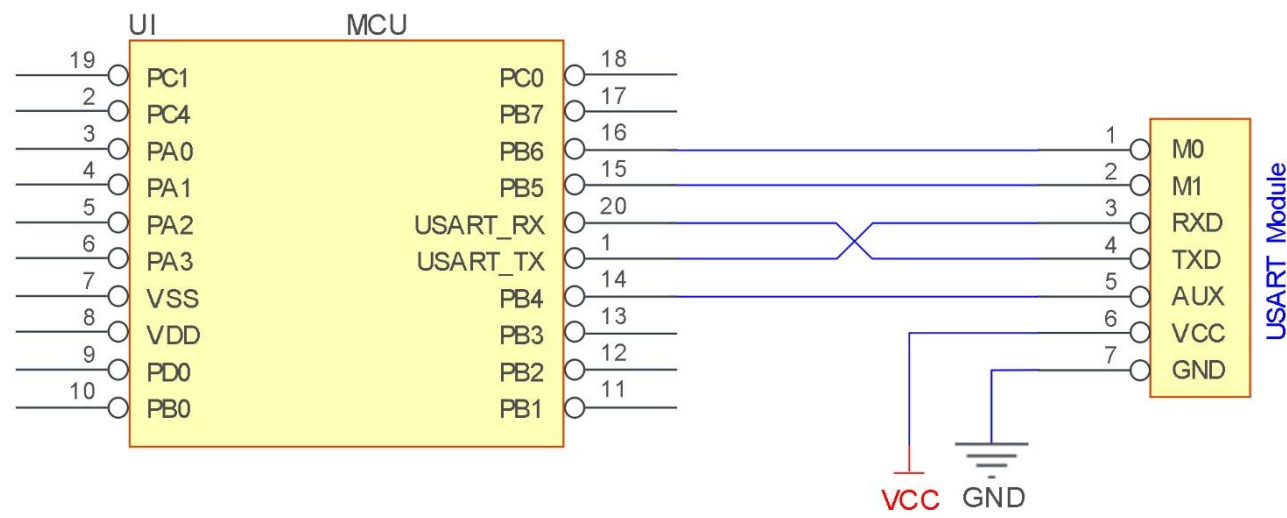 UI MCU
19 PC1 PC0 18
2 PC4 PB7 17
3 PA0 PB6 16 1 M0
4 PA1 PB5 15 2 M1
5 PA2 USART_RX 20 3 RXD
6 PA3 USART_TX 1 4 TXD
7 VSS PB4 14 5 AUX
8 VDD PB3 13 6 VCC
9 PD0 PB2 12 7 GND
10 PB0 PB1 11
USART Module
VCC GND